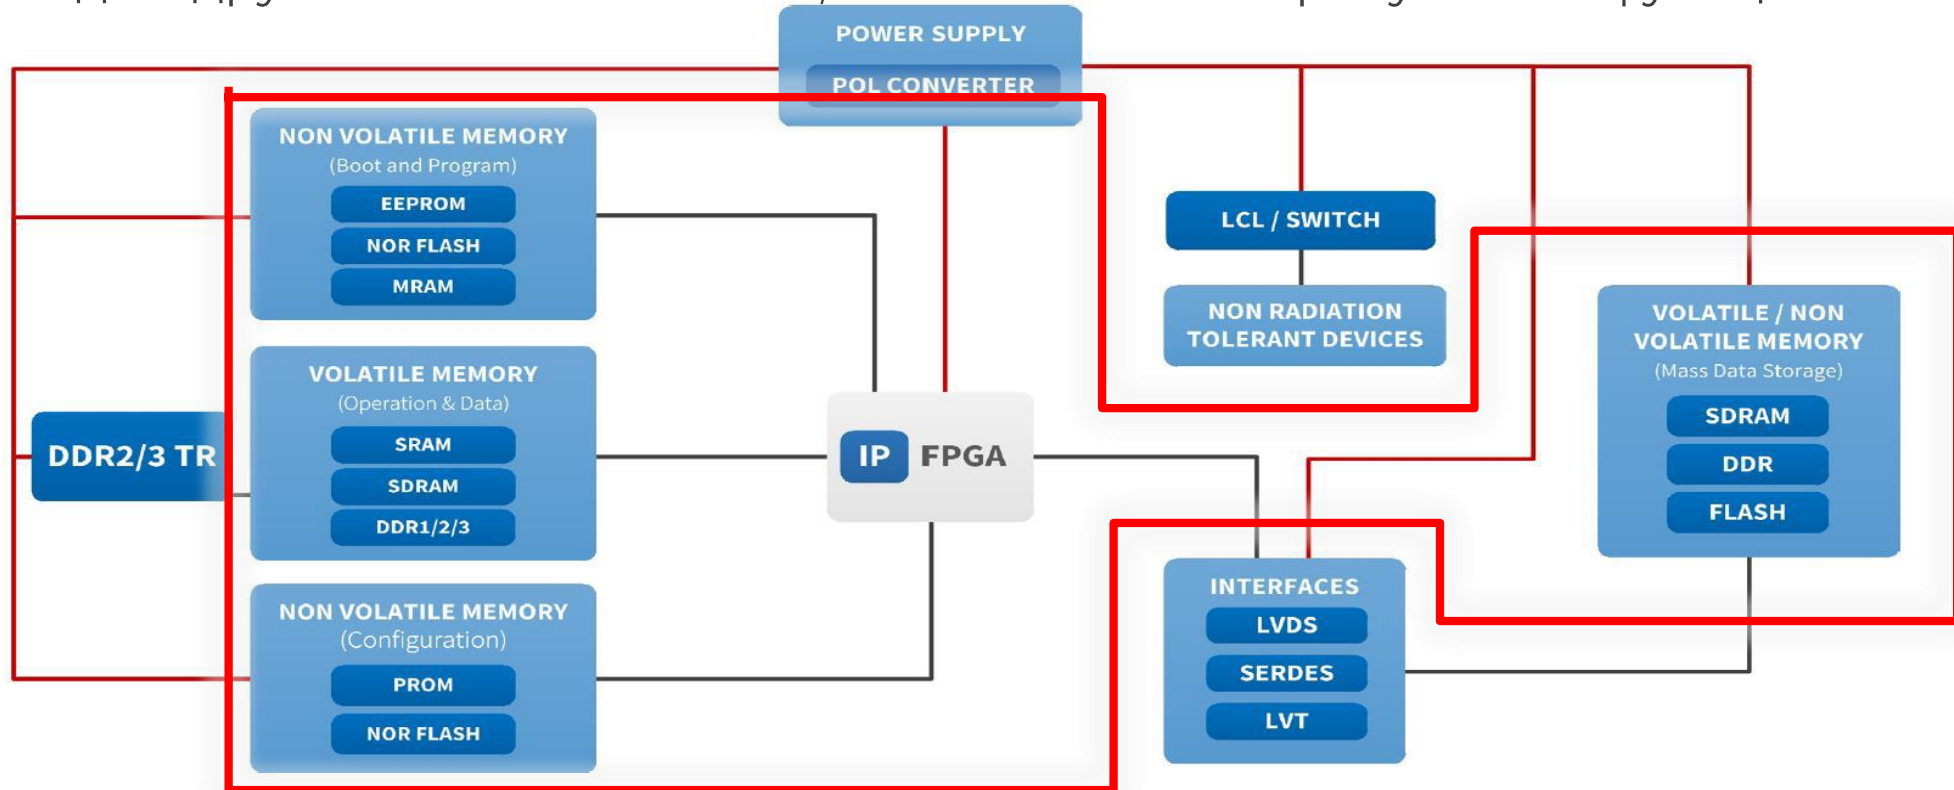 POWER SUPPLY
POL CONVERTER
NON VOLATILE MEMORY
(Boot and Program)
EEPROM
NOR FLASH
MRAM
LCL / SWITCH
NON RADIATION
TOLERANT DEVICES
VOLATILE / NON
VOLATILE MEMORY
(Mass Data Storage)
SDRAM
DDR
FLASH
VOLATILE MEMORY
(Operation & Data)
SRAM
SDRAM
DDR1/2/3
DDR2/3 TR
IP FPGA
INTERFACES
LVDS
SERDES
LVT
NON VOLATILE MEMORY
(Configuration)
PROM
NOR FLASH